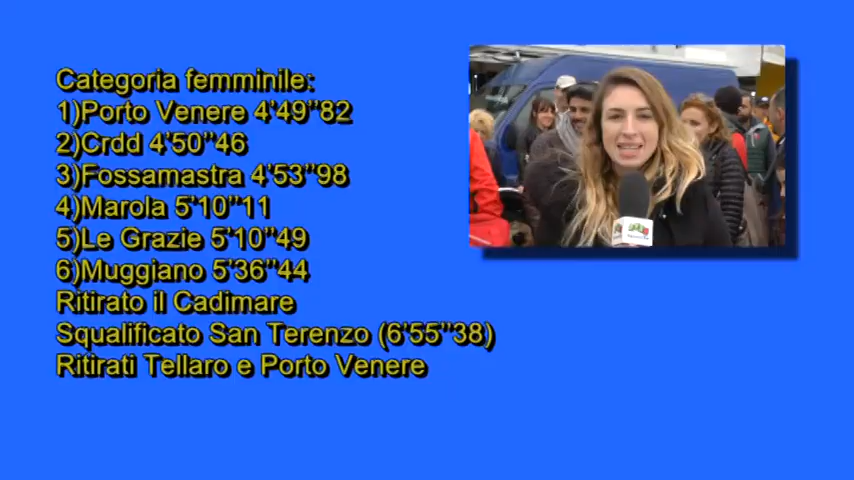 Categoria femminile:
1)Porto Venere 4'49"82
2)Crdd 4'50"46
3)Fossamastra 4'53"98
4)Marola 5'10"11
5)Le Grazie 5'10"49
6)Muggiano 5'36"44
Ritirato il Cadimare
Squalificato San Terenzo (6'55"38)
Ritirati Tellaro e Porto Venere